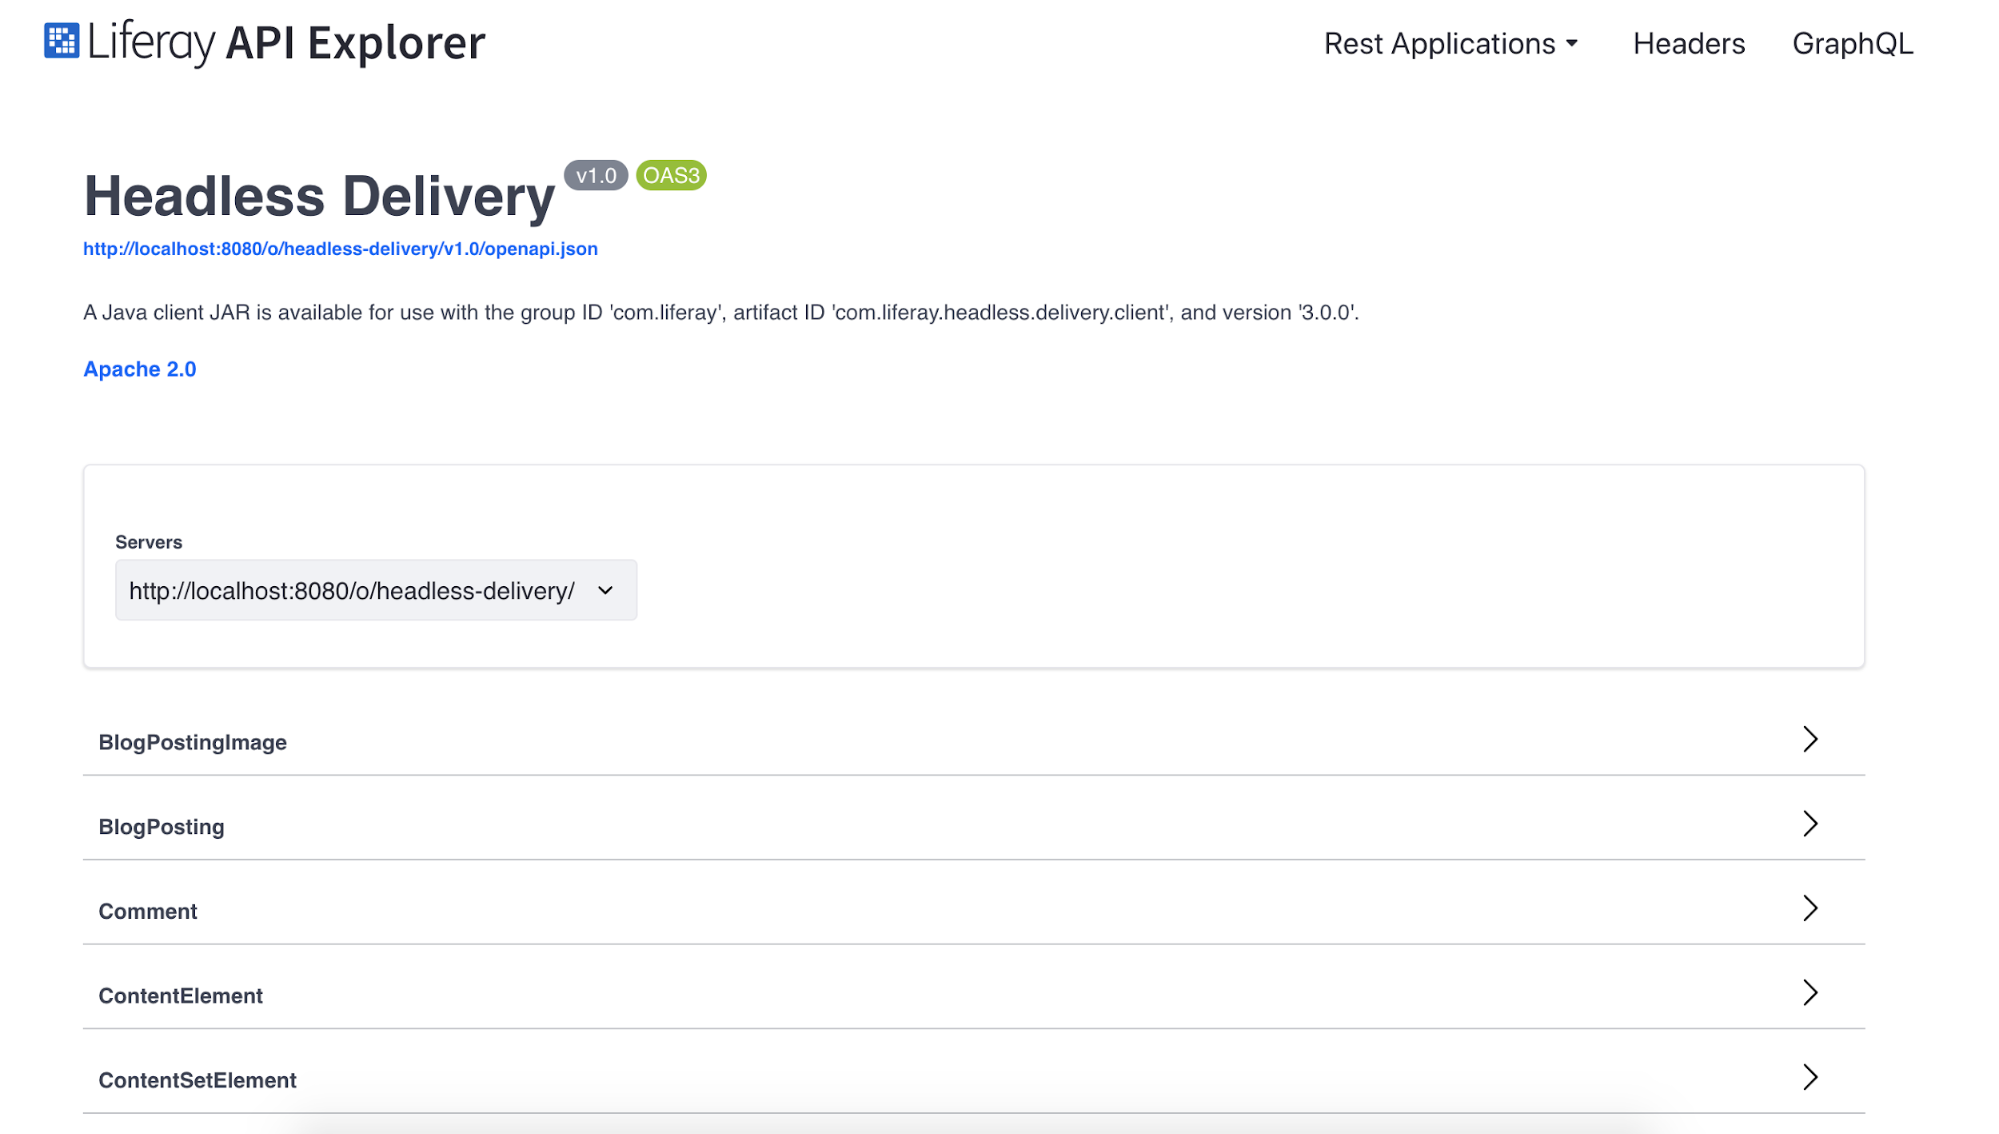 Liferay API Explorer
Rest Applications
Headers
GraphQL
Headless Delivery v1.0 OAS3
http://localhost:8080/o/headless-delivery/v1.0/openapi.json
A Java client JAR is available for use with the group ID 'com.liferay', artifact ID 'com.liferay.headless.delivery.client', and version '3.0.0'.
Apache 2.0
Servers
http://localhost:8080/o/headless-delivery/
BlogPostingImage
BlogPosting
Comment
ContentElement
ContentSetElement